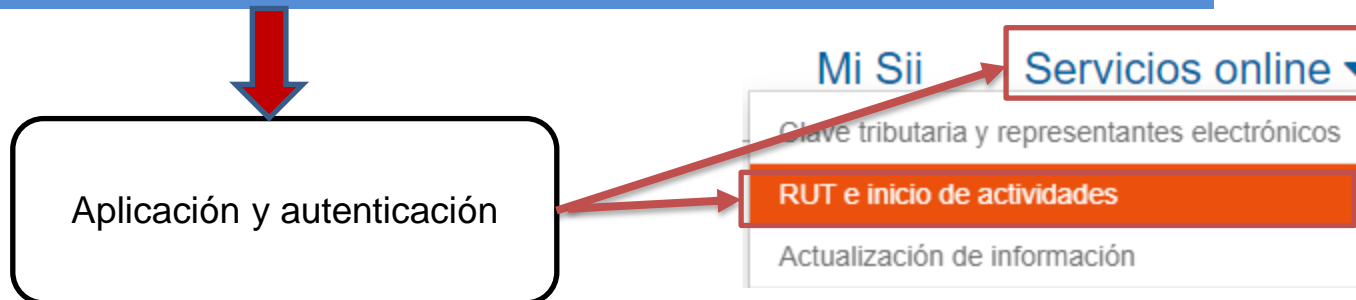 Mi Sii
Servicios online
Clave tributaria y representantes electrónicos
Aplicación y autenticación
RUT e inicio de actividades
Actualización de información